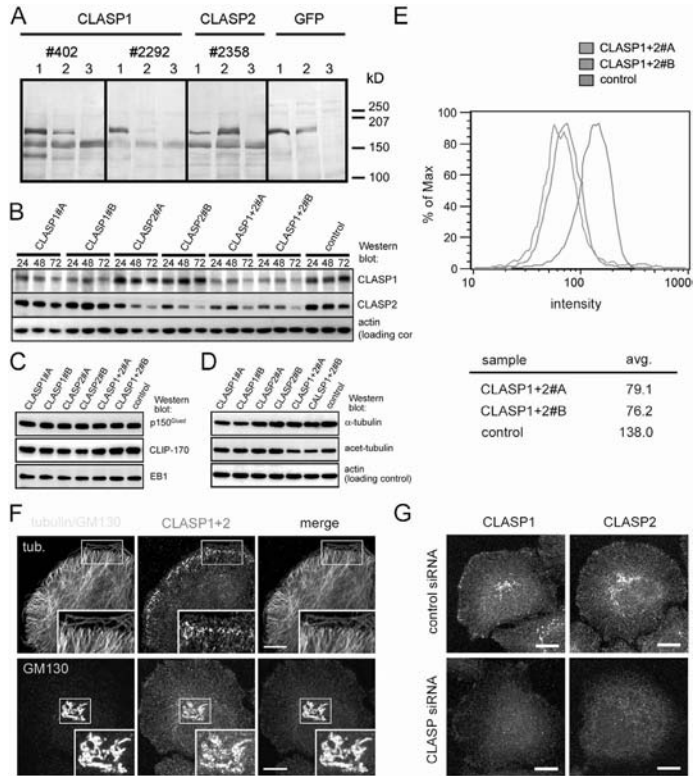 A
CLASP1 CLASP2 GFP
#402 #2292 #2358
1 2 3 1 2 3 1 2 3 1 2 3
kD
250
207
150
100
B
CLASP1#A CLASP1#B CLASP2#A CLASP2#B CLASP1+2#A CLASP1+2#B control
Western
blot:
24 48 72 24 48 72 24 48 72 24 48 72 24 48 72 24 48 72 24 48 72
CLASP1
CLASP2
actin
(loading cor
C
CLASP1#A CLASP1#B CLASP2#A CLASP2#B CLASP1+2#A CLASP1+2#B control
Western
blot:
p150Glued
CLIP-170
EB1
D
CLASP1#A CLASP1#B CLASP2#A CLASP2#B CLASP1+2#A CALSP1+2#B control
Western
blot:
α-tubulin
acet-tubulin
actin
(loading control)
E
CLASP1+2#A
CLASP1+2#B
control
% of Max
100
80
60
40
20
0
10 100 1000
intensity
sample avg.
CLASP1+2#A 79.1
CLASP1+2#B 76.2
control 138.0
F
tubulin/GM130 CLASP1+2 merge
tub.
GM130
G
CLASP1 CLASP2
control siRNA
CLASP siRNA